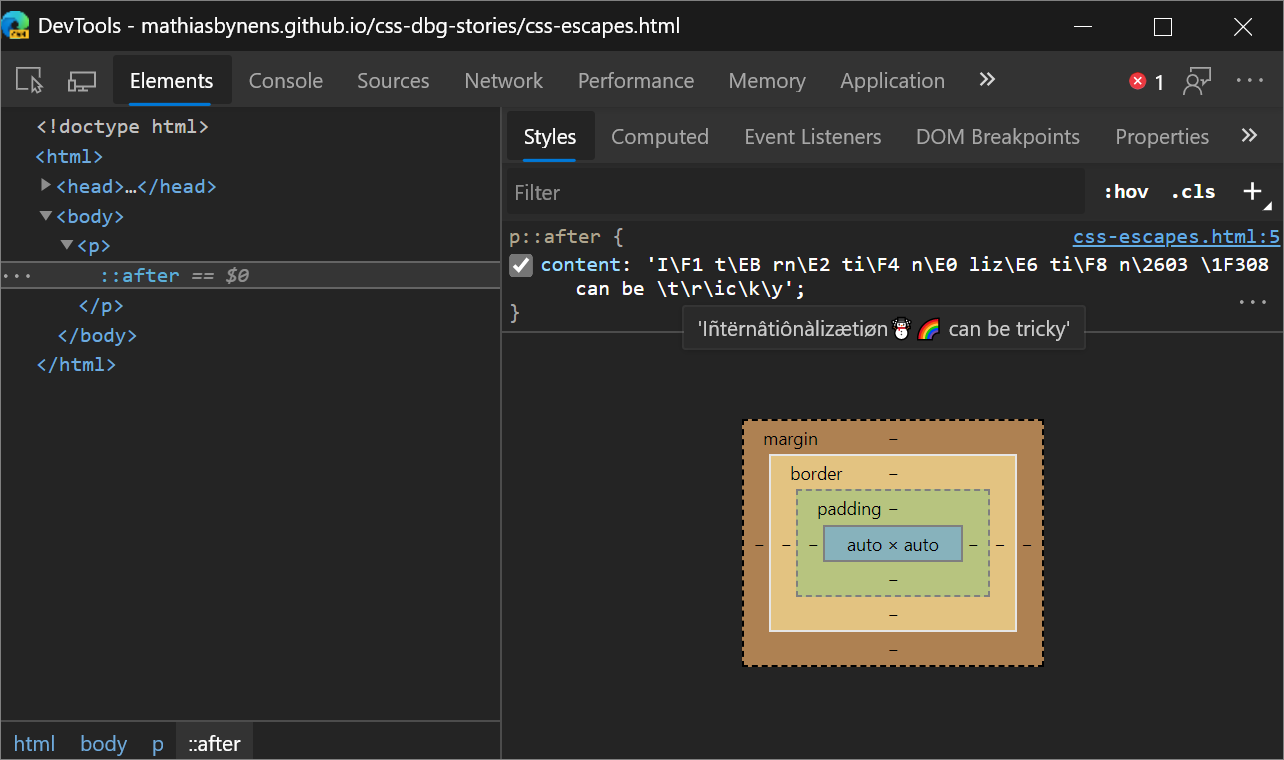 DevTools - mathiasbynens.github.io/css-dbg-stories/css-escapes.html
Elements Console Sources Network Performance Memory Application » 1 ···
<!doctype html>
<html>
<head>…</head>
<body>
<p>
··· ::after == $0
</p>
</body>
</html>
html body p ::after
Styles Computed Event Listeners DOM Breakpoints Properties »
Filter :hov .cls +
p::after { css-escapes.html:5
content: 'I\F1 t\EB rn\E2 ti\F4 n\E0 liz\E6 ti\F8 n\2603 \1F308
can be \t\r\ic\k\y';
}
···
'Iñtërnâtiônàlizætiøn☃🌈 can be tricky'
margin –
border –
padding –
– – – auto × auto – – –
–
–
–